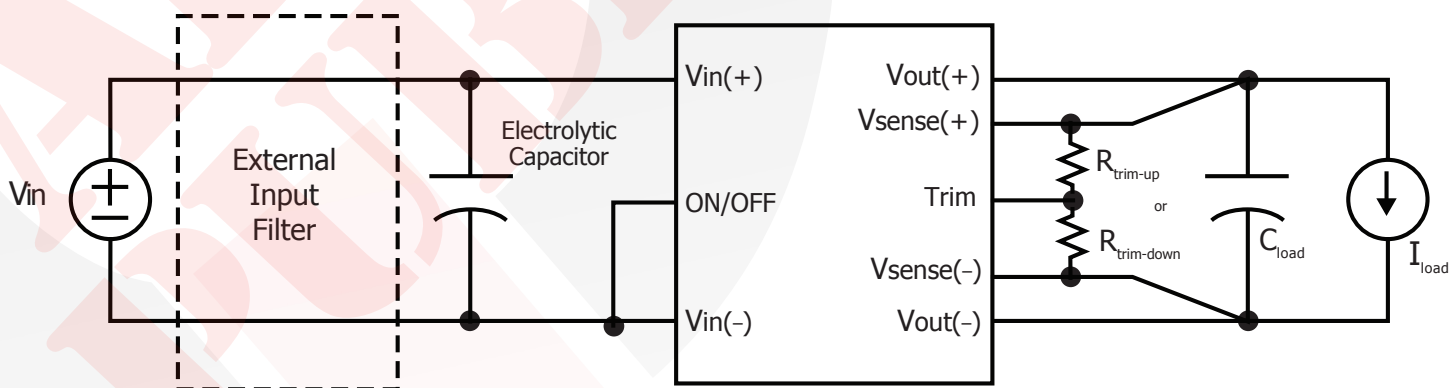 Vin
External
Input
Filter
Electrolytic
Capacitor
Vin(+)
ON/OFF
Vin(−)
Vout(+)
Vsense(+)
Trim
Vsense(−)
Vout(−)
Rtrim-up
or
Rtrim-down
Cload
Iload